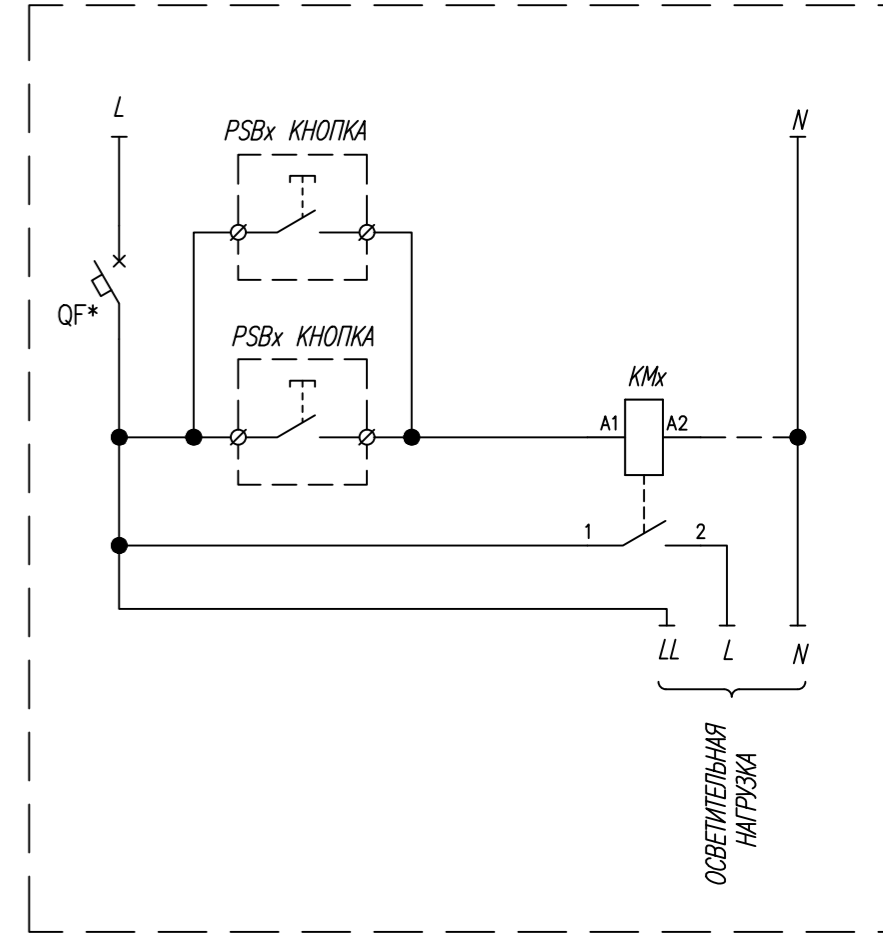 L
N
PSBx КНОПКА
QF*
PSBx КНОПКА
KMx
A1
A2
1
2
LL
L
N
ОСВЕТИТЕЛЬНАЯ
НАГРУЗКА